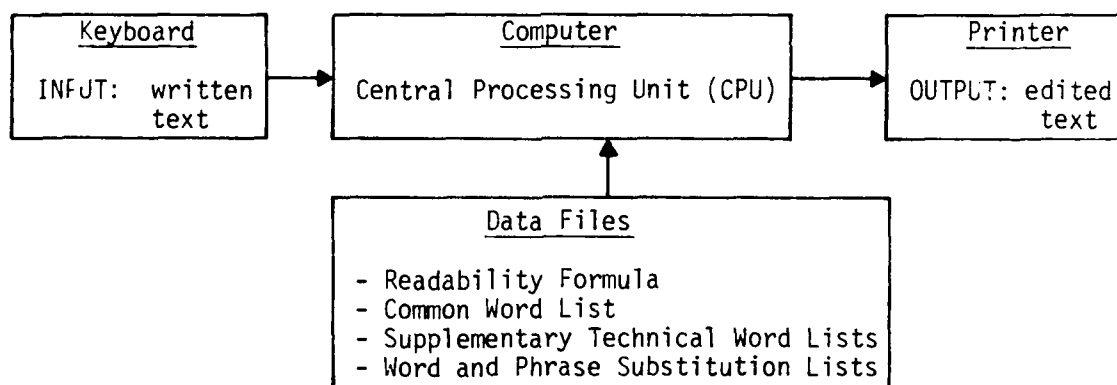 Keyboard
INPUT: written
text
Computer
Central Processing Unit (CPU)
Printer
OUTPUT: edited
text
Data Files
- Readability Formula
- Common Word List
- Supplementary Technical Word Lists
- Word and Phrase Substitution Lists